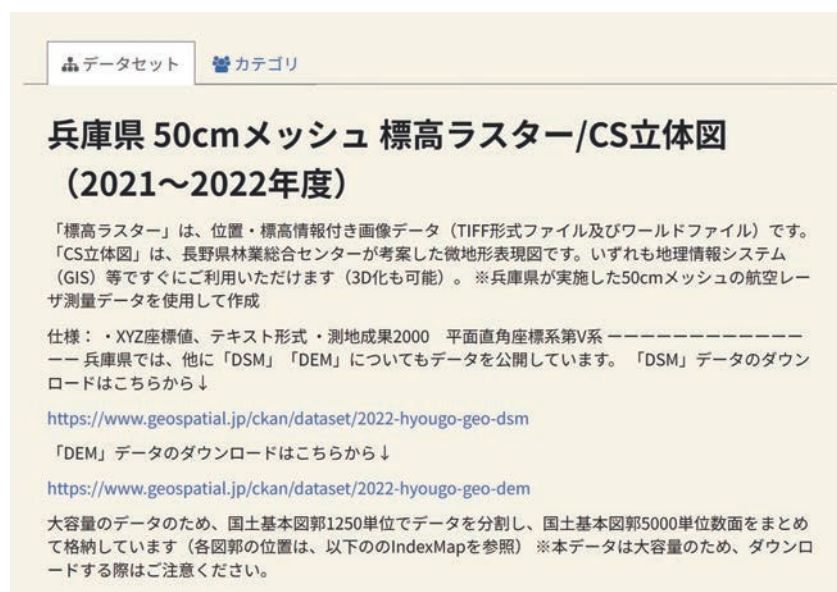 データセット
カテゴリ
兵庫県 50cmメッシュ 標高ラスター/CS立体図
（2021～2022年度）
「標高ラスター」は、位置・標高情報付き画像データ（TIFF形式ファイル及びワールドファイル）です。
「CS立体図」は、長野県林業総合センターが考案した微地形表現図です。いずれも地理情報システム
（GIS）等ですぐにご利用いただけます（3D化も可能）。 ※兵庫県が実施した50cmメッシュの航空レー
ザ測量データを使用して作成
仕様： ・XYZ座標値、テキスト形式 ・測地成果2000　平面直角座標系第V系 ーーーーーーーーーーーー
ーー 兵庫県では、他に「DSM」「DEM」についてもデータを公開しています。 「DSM」データのダウン
ロードはこちらから↓
https://www.geospatial.jp/ckan/dataset/2022-hyougo-geo-dsm
「DEM」データのダウンロードはこちらから↓
https://www.geospatial.jp/ckan/dataset/2022-hyougo-geo-dem
大容量のデータのため、国土基本図郭1250単位でデータを分割し、国土基本図郭5000単位数面をまとめ
て格納しています（各図郭の位置は、以下ののIndexMapを参照） ※本データは大容量のため、ダウンロ
ードする際はご注意ください。